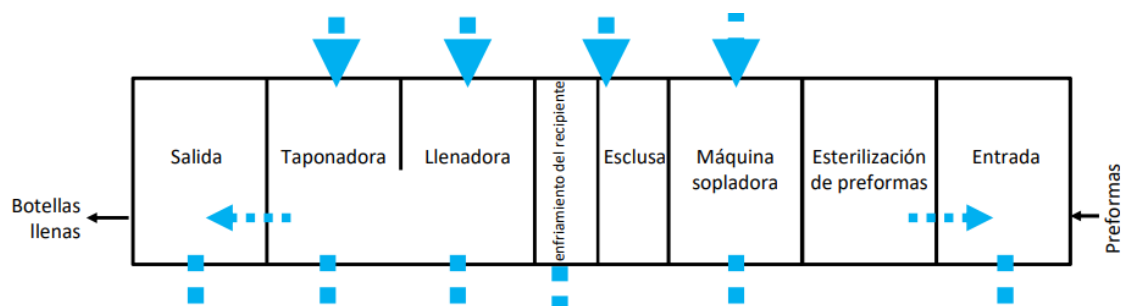 Salida
Taponadora
Llenadora
enfriamiento del recipiente
Esclusa
Máquina
sopladora
Esterilización
de preformas
Entrada
Botellas
llenas
Preformas